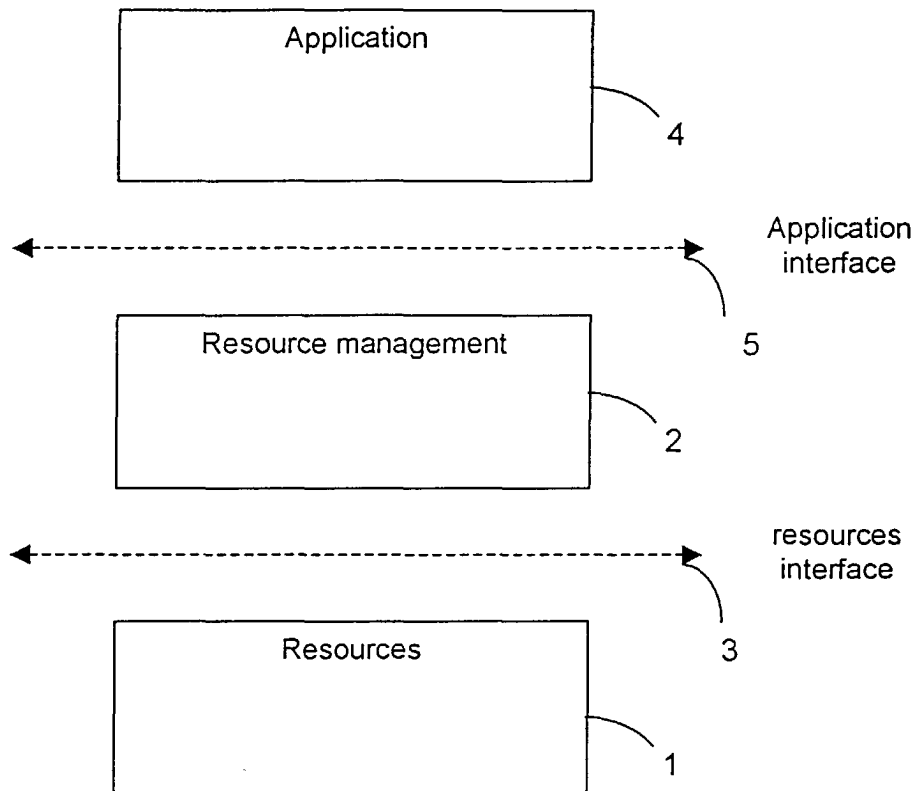 Application
4
Application
interface
5
Resource management
2
resources
interface
3
Resources
1